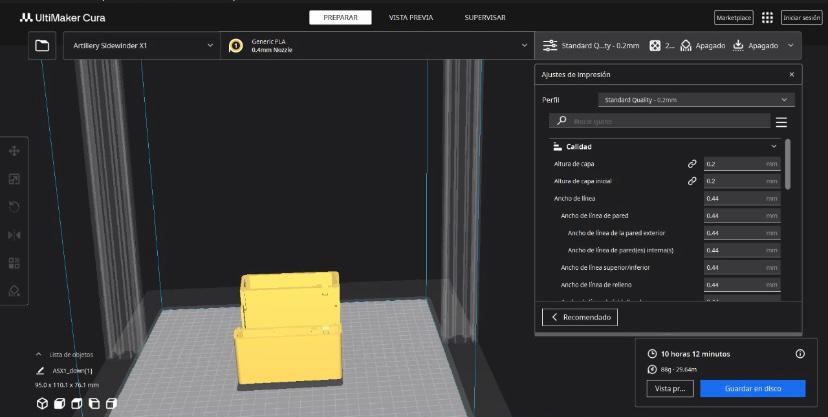 UltiMaker Cura
PREPARAR
VISTA PREVIA
SUPERVISAR
Marketplace
Iniciar sesión
Artillery Sidewinder X1
1
Generic PLA
0.4mm Nozzle
Standard Q...ty - 0.2mm
2...
Apagado
Apagado
Ajustes de impresión
×
Perfil
Standard Quality - 0.2mm
Buscar ajustes
Calidad
Altura de capa
0.2
mm
Altura de capa inicial
0.2
mm
Ancho de línea
0.44
mm
Ancho de línea de pared
0.44
mm
Ancho de línea de la pared exterior
0.44
mm
Ancho de línea de pared(es) interna(s)
0.44
mm
Ancho de línea superior/inferior
0.44
mm
Ancho de línea de relleno
0.44
mm
Recomendado
Lista de objetos
ASX1_down[1]
95.0 x 110.1 x 76.1 mm
10 horas 12 minutos
88g · 29.64m
Vista pr...
Guardar en disco